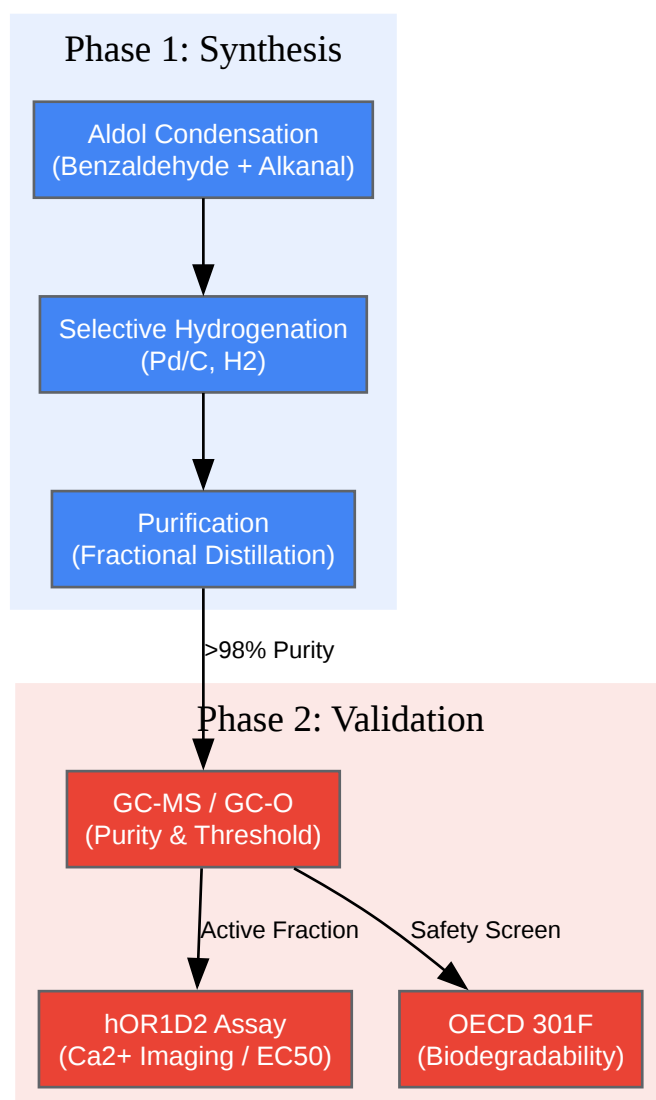 Phase 1: Synthesis
Aldol Condensation
(Benzaldehyde + Alkanal)
Selective Hydrogenation
(Pd/C, H2)
Purification
(Fractional Distillation)
>98% Purity
Phase 2: Validation
GC-MS / GC-O
(Purity & Threshold)
Active Fraction
Safety Screen
hOR1D2 Assay
(Ca2+ Imaging / EC50)
OECD 301F
(Biodegradability)